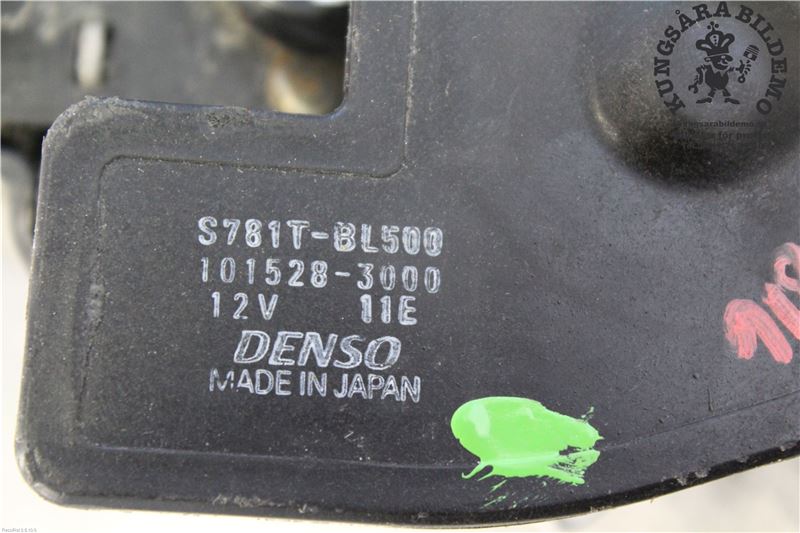 KUNGSÅRA BILDEMO
S781T-BL500
101528-3000
12V 11E
DENSO
MADE IN JAPAN